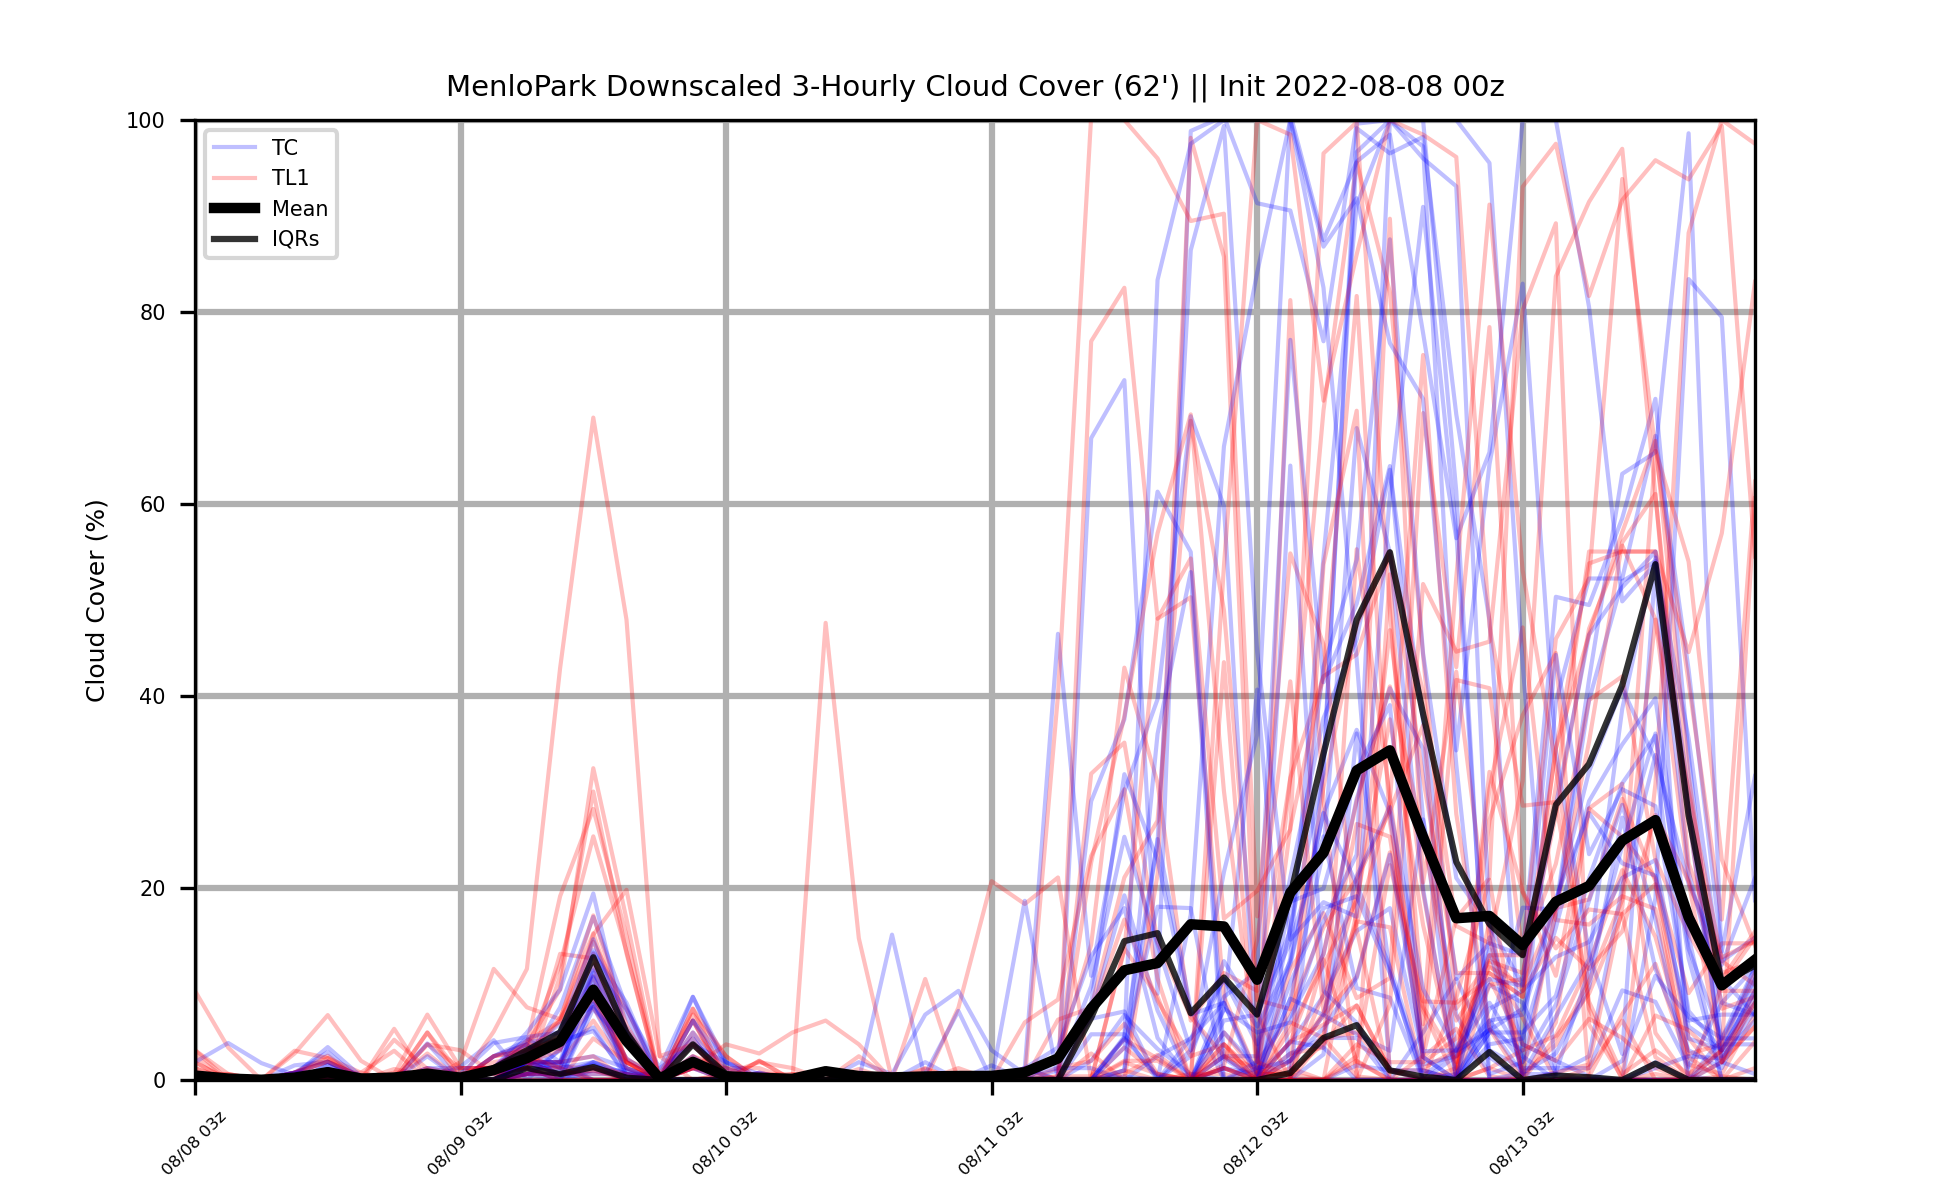 MenloPark Downscaled 3-Hourly Cloud Cover (62') || Init 2022-08-08 00z
100
80
60
40
20
0
Cloud Cover (%)
TC
TL1
Mean
IQRs
08/08 03z
08/09 03z
08/10 03z
08/11 03z
08/12 03z
08/13 03z